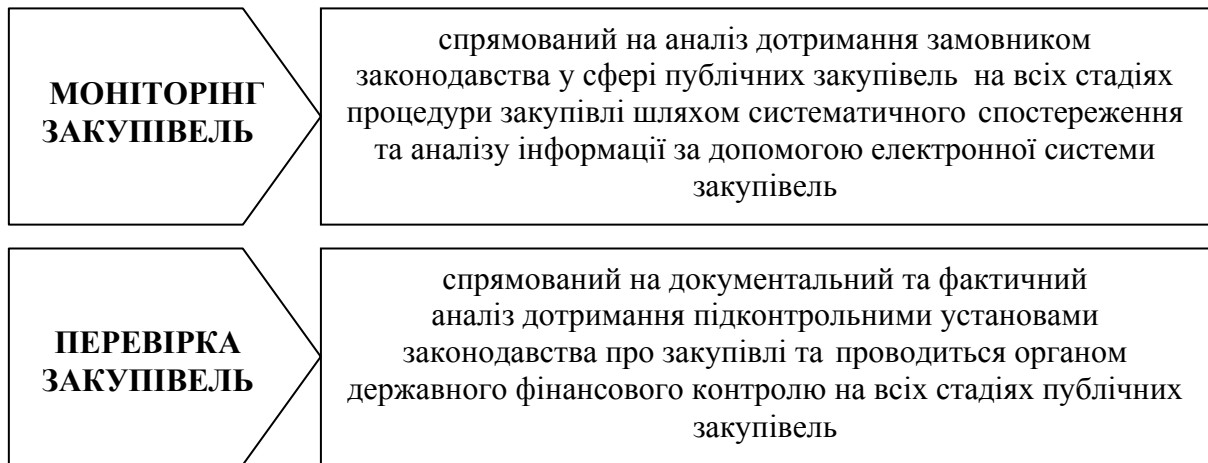 МОНІТОРІНГ
ЗАКУПІВЕЛЬ
спрямований на аналіз дотримання замовником
законодавства у сфері публічних закупівель на всіх стадіях
процедури закупівлі шляхом систематичного спостереження
та аналізу інформації за допомогою електронної системи
закупівель
ПЕРЕВІРКА
ЗАКУПІВЕЛЬ
спрямований на документальний та фактичний
аналіз дотримання підконтрольними установами
законодавства про закупівлі та проводиться органом
державного фінансового контролю на всіх стадіях публічних
закупівель